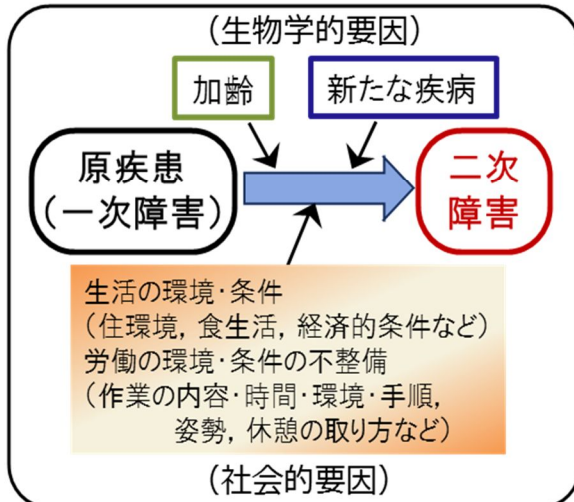 (生物学的要因)
加齢
新たな疾病
原疾患
(一次障害)
二次
障害
生活の環境・条件
(住環境, 食生活, 経済的条件など)
労働の環境・条件の不整備
(作業の内容・時間・環境・手順,
姿勢, 休憩の取り方など)
(社会的要因)